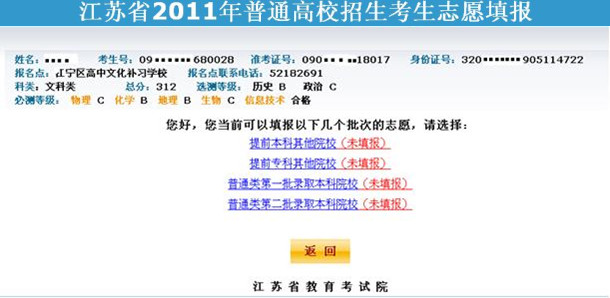 江苏省2011年普通高校招生考生志愿填报
姓名: 考生号: 09 680028 准考证号: 090 18017 身份证号: 320 905114722
报名点: 江宁区高中文化补习学校 报名点联系电话: 52182691
科类: 文科类 总分: 312 选测等级: 历史 B 政治 C
必测等级: 物理 C 化学 B 地理 B 生物 C 信息技术 合格
您好，您当前可以填报以下几个批次的志愿，请选择:
提前本科其他院校（未填报）
提前专科其他院校（未填报）
普通类第一批录取本科院校（未填报）
普通类第二批录取本科院校（未填报）
返 回
江苏省教育考试院